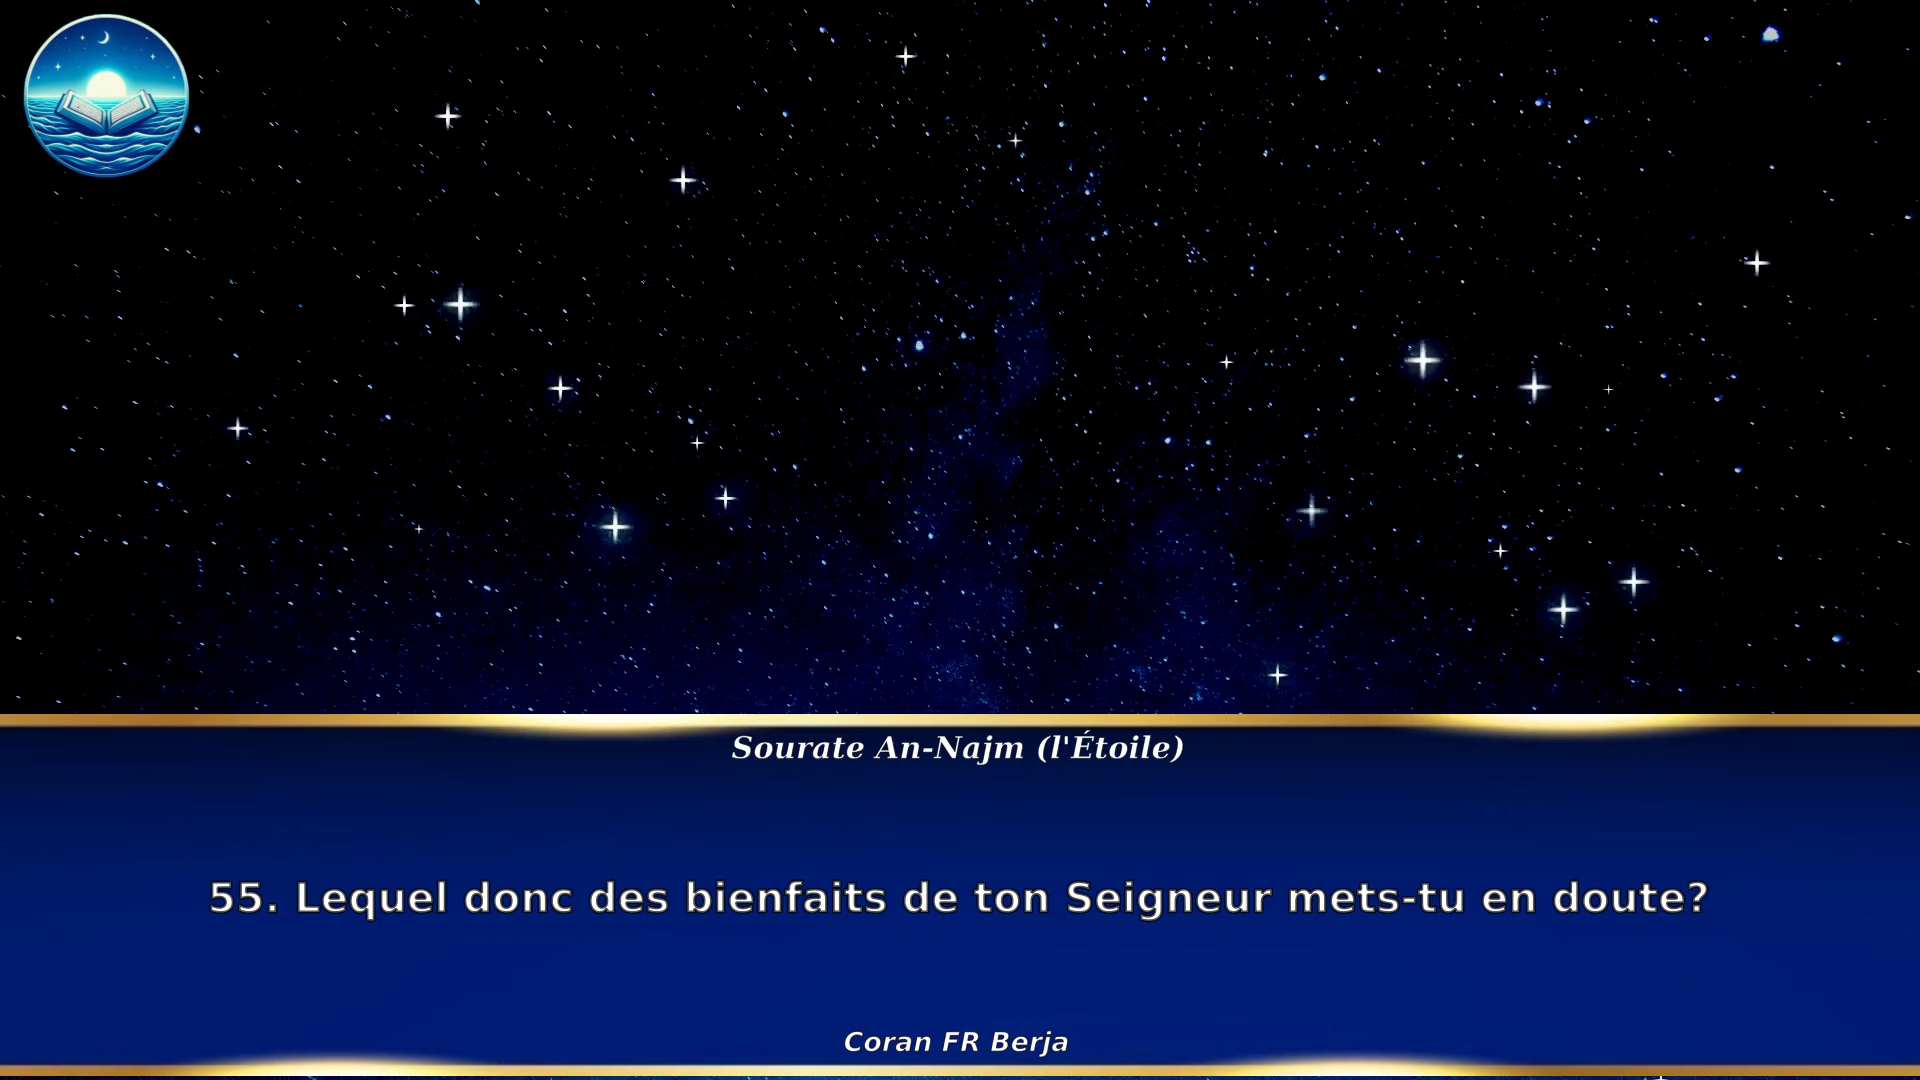 Sourate An-Najm (l'Étoile)
55. Lequel donc des bienfaits de ton Seigneur mets-tu en doute?
Coran FR Berja